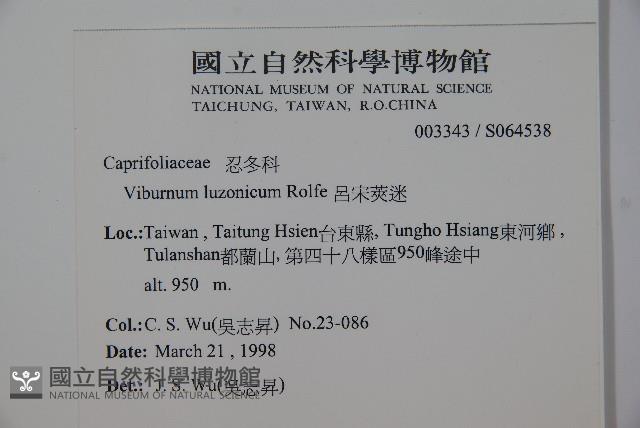 國立自然科學博物館
NATIONAL MUSEUM OF NATURAL SCIENCE
TAICHUNG, TAIWAN, R.O.CHINA
003343 / S064538
Caprifoliaceae 忍冬科
Viburnum luzonicum Rolfe 呂宋莢迷
Loc.:Taiwan , Taitung Hsien台東縣, Tungho Hsiang東河鄉 ,
Tulanshan都蘭山, 第四十八樣區950峰途中
alt. 950 m.
Col.:C. S. Wu(吳志昇) No.23-086
Date: March 21 , 1998
Det.: J. S. Wu(吳志昇)
國立自然科學博物館
NATIONAL MUSEUM OF NATURAL SCIENCE